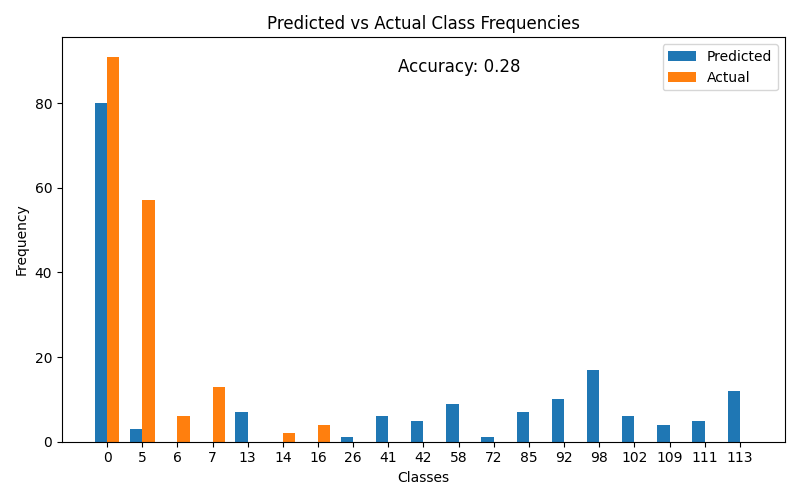 Predicted vs Actual Class Frequencies
Accuracy: 0.28
Predicted
Actual
Frequency
80
60
40
20
0
0 5 6 7 13 14 16 26 41 42 58 72 85 92 98 102 109 111 113
Classes